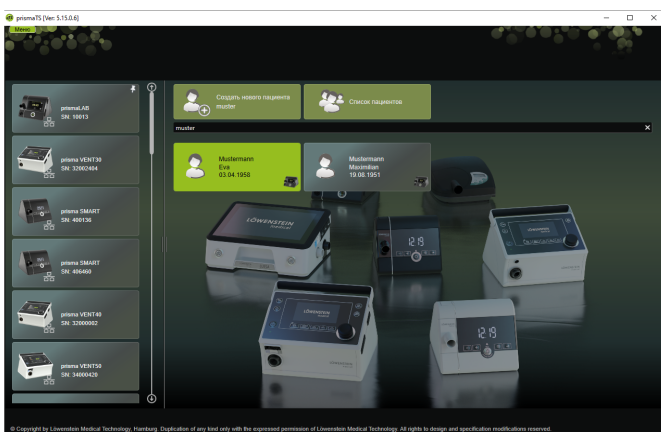 prismaTS [Ver: 5.15.0.6]
Меню
prismaLAB
SN: 10013
prisma VENT30
SN: 32002404
prisma SMART
SN: 400136
prisma SMART
SN: 406460
prisma VENT40
SN: 32000002
prisma VENT50
SN: 34000420
Создать нового пациента
muster
Список пациентов
muster
Mustermann
Eva
03.04.1958
Mustermann
Maximilian
19.08.1951
LÖWENSTEIN
12:19
LÖWENSTEIN
12:19
© Copyright by Löwenstein Medical Technology, Hamburg. Duplication of any kind only with the expressed permission of Löwenstein Medical Technology. All rights to design and specification modifications reserved.